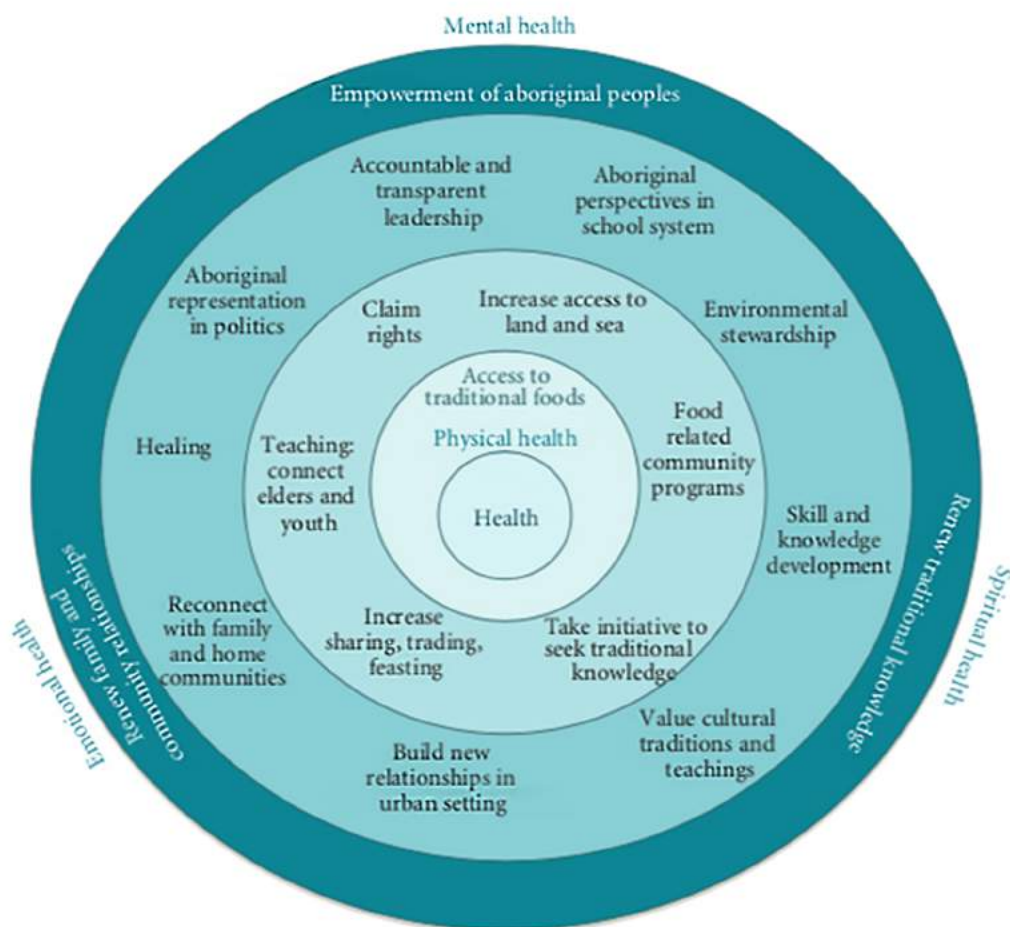 Mental health
Empowerment of aboriginal peoples
Accountable and
transparent
leadership
Aboriginal
perspectives in
school system
Aboriginal
representation
in politics
Claim
rights
Increase access to
land and sea
Environmental
stewardship
Access to
traditional foods
Physical health
Health
Healing
Teaching:
connect
elders and
youth
Food
related
community
programs
Skill and
knowledge
development
Reconnect
with family
and home
communities
Increase
sharing, trading,
feasting
Take initiative to
seek traditional
knowledge
Build new
relationships in
urban setting
Value cultural
traditions and
teachings
Renew family and
community relationships
Emotional health
Renew traditional knowledge
Spiritual health